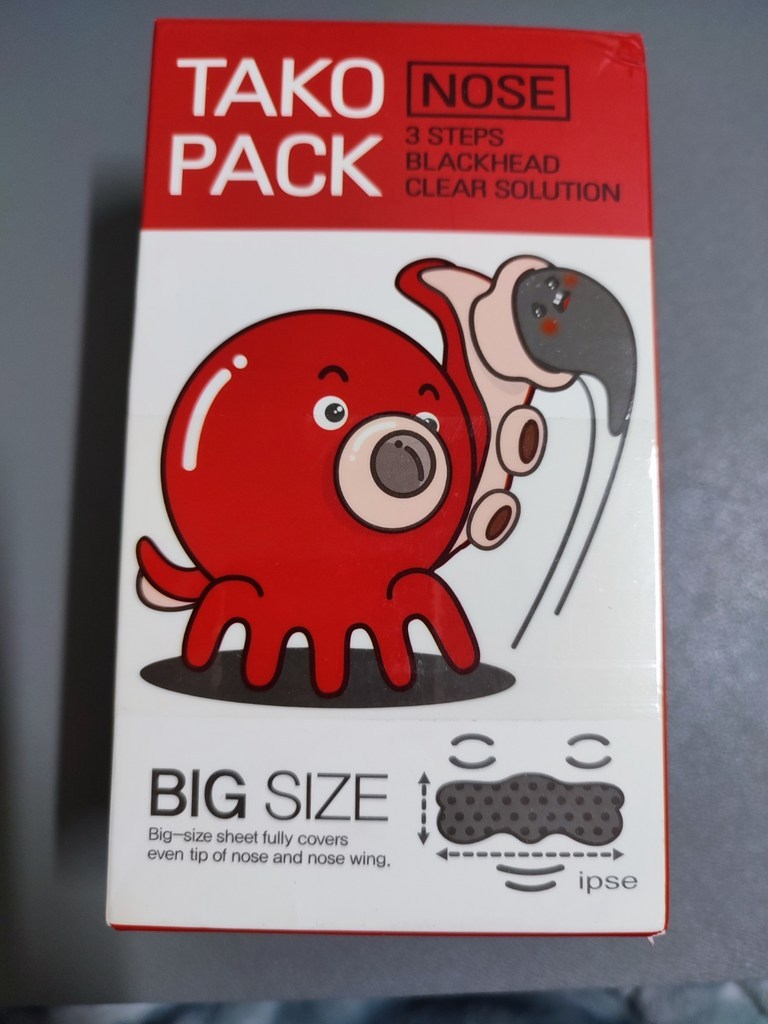 TAKO
PACK
NOSE
3 STEPS
BLACKHEAD
CLEAR SOLUTION
BIG SIZE
Big-size sheet fully covers
even tip of nose and nose wing.
ipse